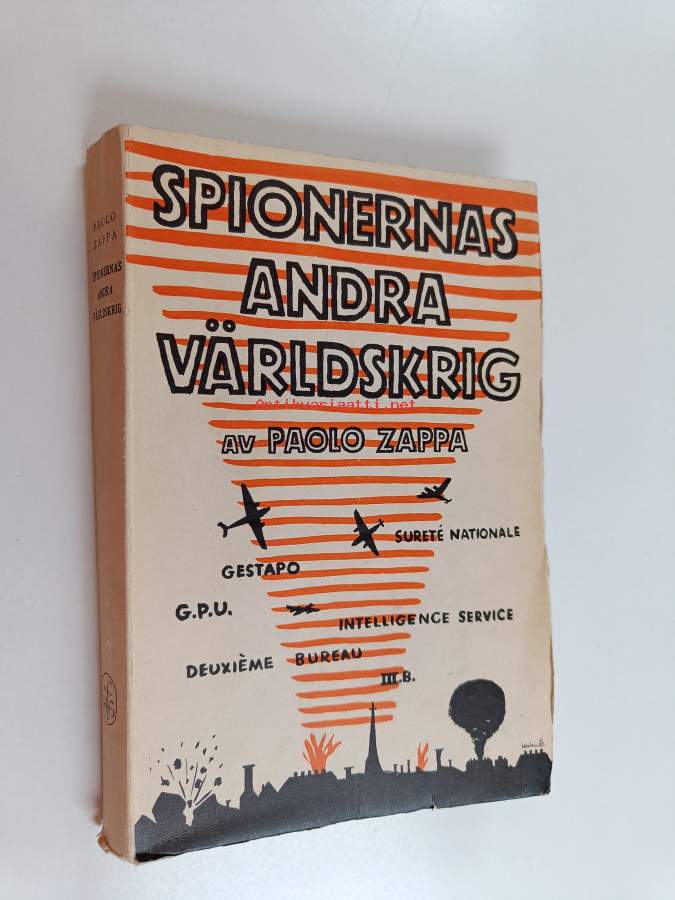 SPIONERNAS
ANDRA
VÄRLDSKRIG
Antikvariaatti.net
AV PAOLO ZAPPA
SURETÉ NATIONALE
GESTAPO
G.P.U.
INTELLIGENCE SERVICE
DEUXIÈME BUREAU
III.B.
PAOLO
ZAPPA
SPIONERNAS
ANDRA
VÄRLDSKRIG